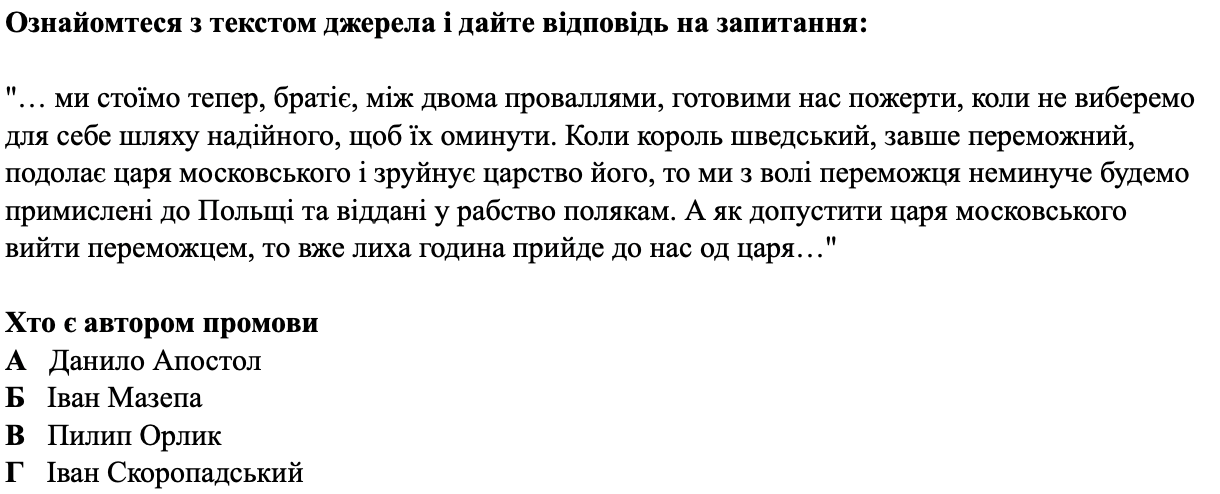 Ознайомтеся з текстом джерела і дайте відповідь на запитання:
"… ми стоїмо тепер, братіє, між двома проваллями, готовими нас пожерти, коли не виберемо
для себе шляху надійного, щоб їх оминути. Коли король шведський, завше переможний,
подолає царя московського і зруйнує царство його, то ми з волі переможця неминуче будемо
примислені до Польщі та віддані у рабство полякам. А як допустити царя московського
вийти переможцем, то вже лиха година прийде до нас од царя…"
Хто є автором промови
А Данило Апостол
Б Іван Мазепа
В Пилип Орлик
Г Іван Скоропадський